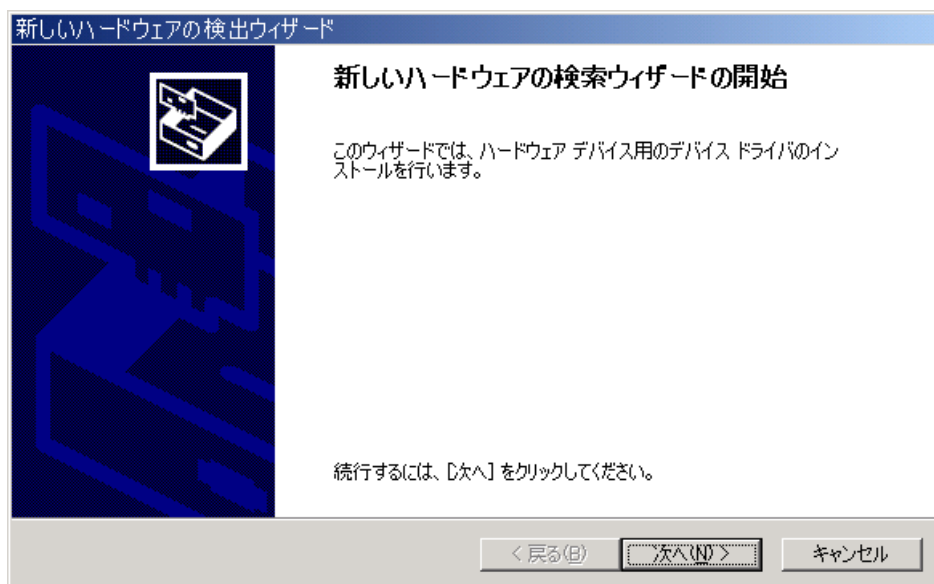 新しいハードウェアの検出ウィザード
新しいハードウェアの検索ウィザードの開始
このウィザードでは、ハードウェア デバイス用のデバイス ドライバのイン
ストールを行います。
続行するには、[次へ] をクリックしてください。
< 戻る(B)
次へ(N) >
キャンセル